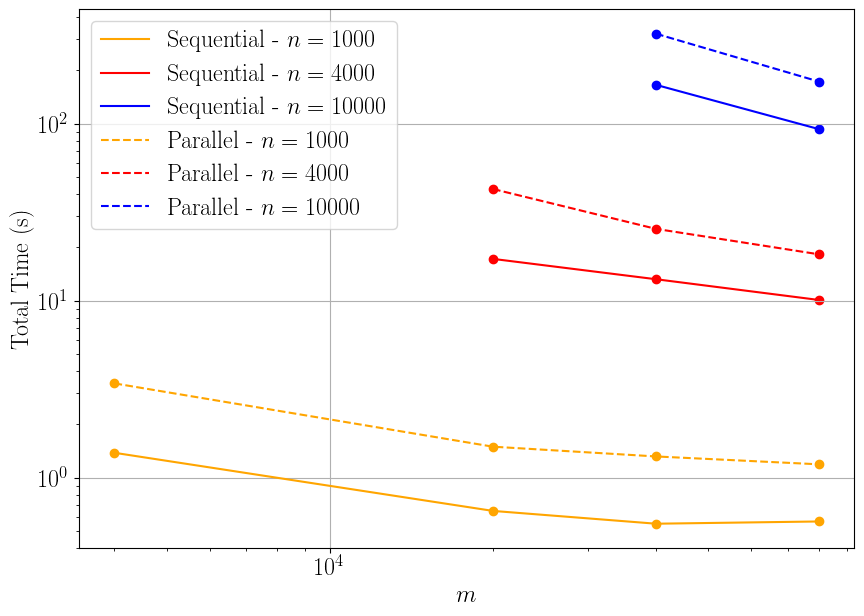 Sequential - n = 1000
Sequential - n = 4000
Sequential - n = 10000
Parallel - n = 1000
Parallel - n = 4000
Parallel - n = 10000
10²
10¹
10⁰
Total Time (s)
10⁴
m